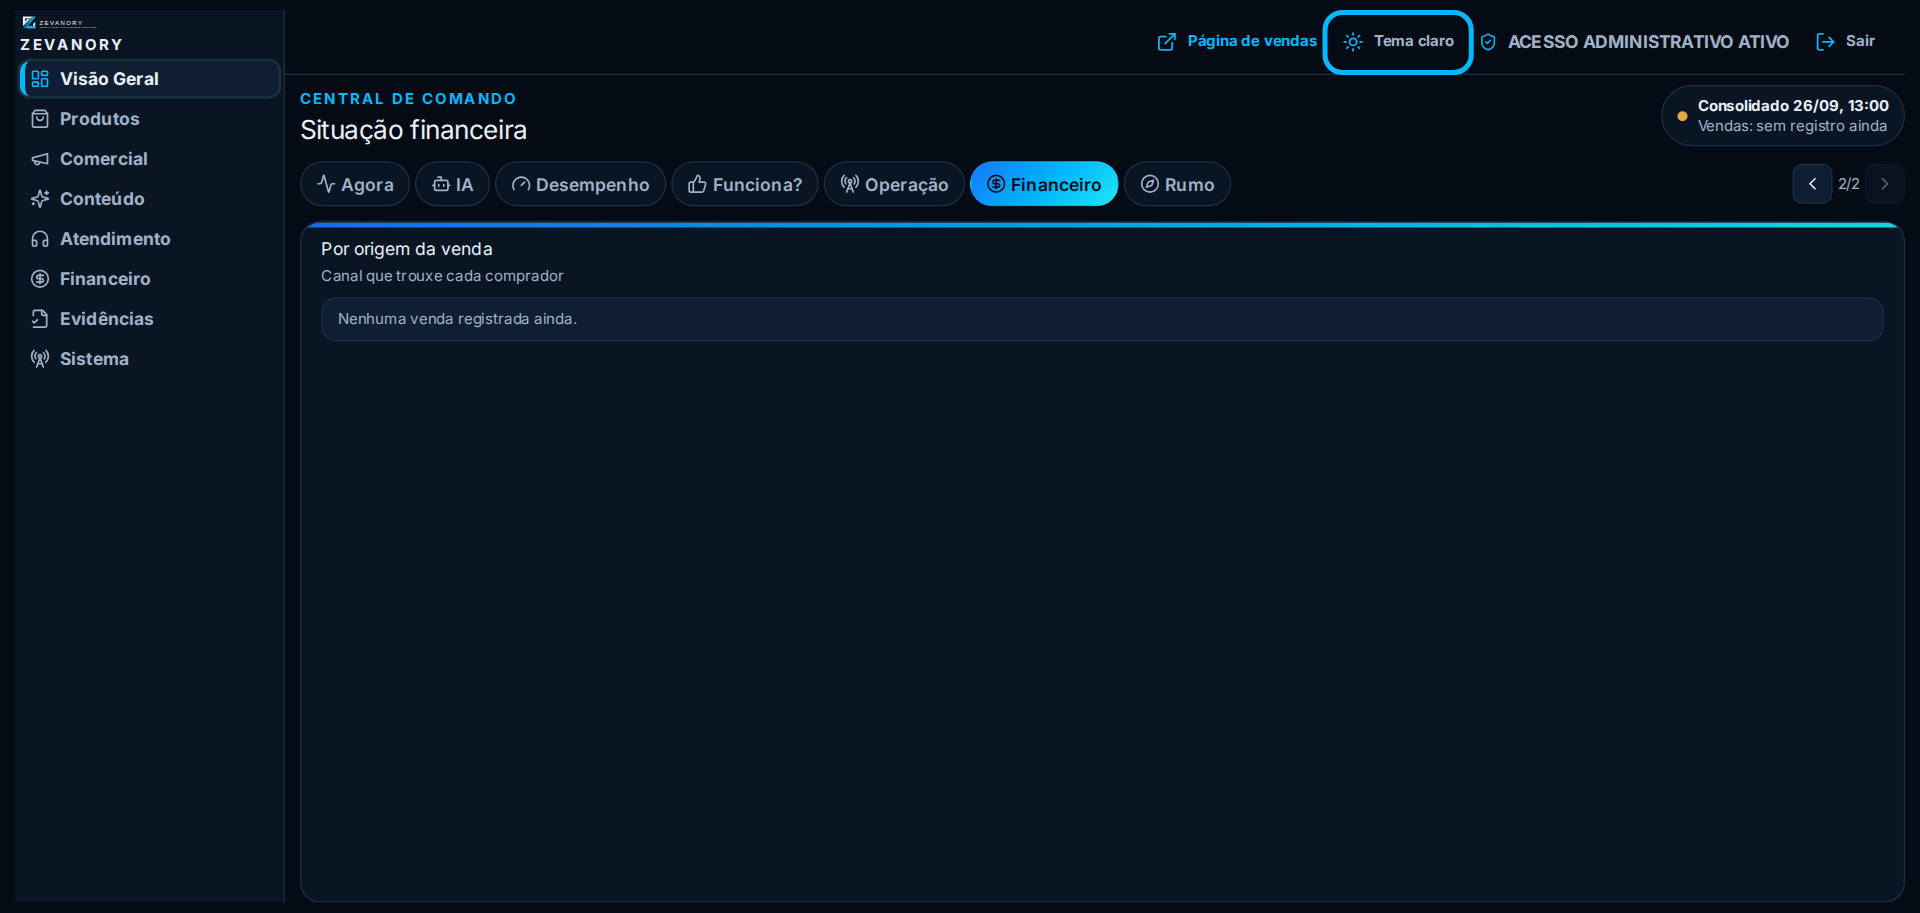 ZEVANORY
ZEVANORY
Visão Geral
Produtos
Comercial
Conteúdo
Atendimento
Financeiro
Evidências
Sistema
Página de vendas
Tema claro
ACESSO ADMINISTRATIVO ATIVO
Sair
CENTRAL DE COMANDO
Situação financeira
Consolidado 26/09, 13:00
Vendas: sem registro ainda
Agora
IA
Desempenho
Funciona?
Operação
Financeiro
Rumo
2/2
Por origem da venda
Canal que trouxe cada comprador
Nenhuma venda registrada ainda.